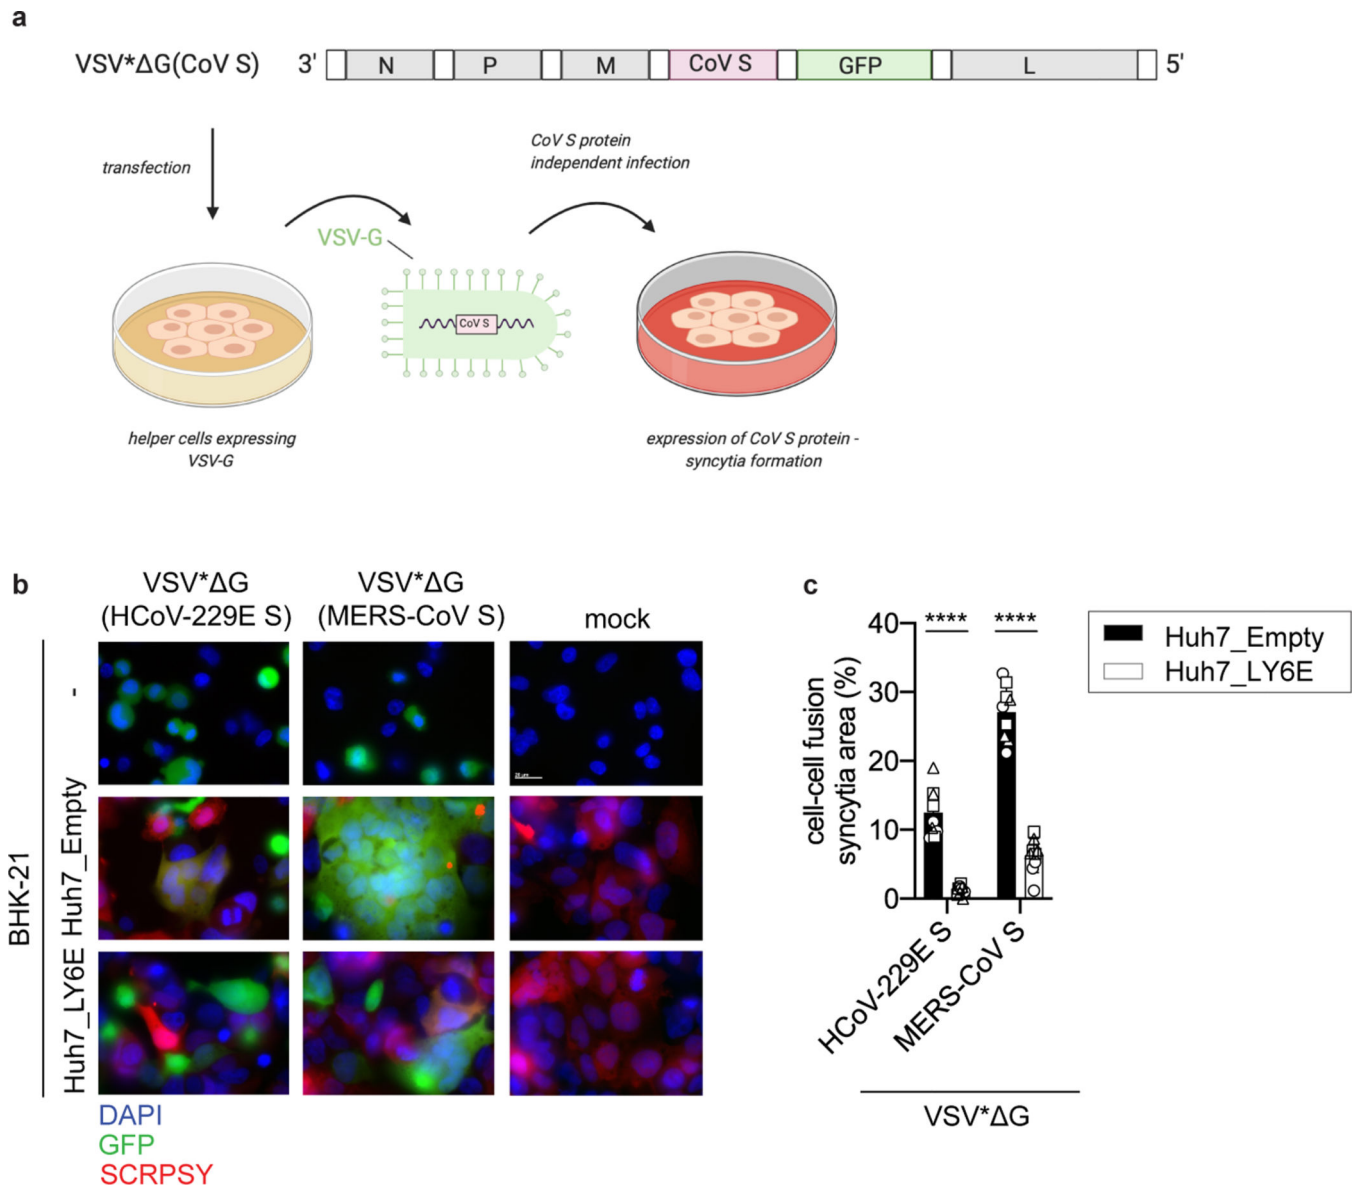 a
VSV*ΔG(CoV S) 3' N P M CoV S GFP L 5'
transfection
CoV S protein
independent infection
VSV-G
CoV S
helper cells expressing
VSV-G
expression of CoV S protein -
syncytia formation
b
VSV*ΔG
(HCoV-229E S)
VSV*ΔG
(MERS-CoV S)
mock
BHK-21
-
Huh7_Empty
Huh7_LY6E
DAPI
GFP
SCRPSY
c
cell-cell fusion
syncytia area (%)
40
30
20
10
0
**** ****
Huh7_Empty
Huh7_LY6E
HCoV-229E S
MERS-CoV S
VSV*ΔG